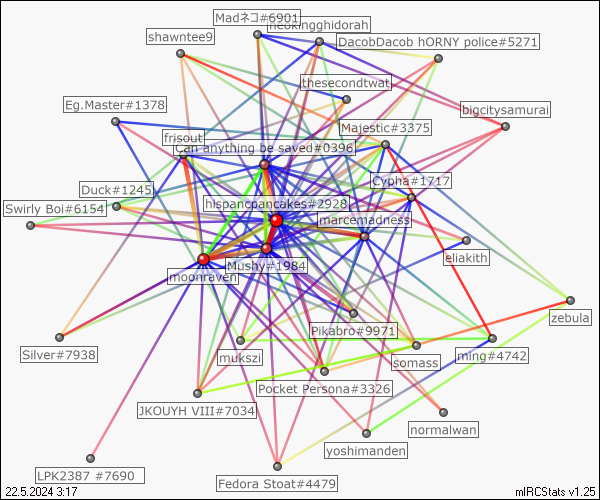 Madネコ#6901
neokingghidorah
shawntee9
DacobDacob hORNY police#5271
thesecondtwat
Eg.Master#1378
bigcitysamurai
Majestic#3375
frisout
Can anything be saved#0396
Cypha#1717
Duck#1245
hispancpancakes#2928
Swirly Boi#6154
marcemadness
eliakith
Mushy#1984
moonraven
zebula
Pikabro#9971
Silver#7938
mukszi
somass
ming#4742
Pocket Persona#3326
JKOUYH VIII#7034
normalwan
yoshimanden
LPK2387 #7690
Fedora Stoat#4479
22.5.2024 3:17
mIRCStats v1.25